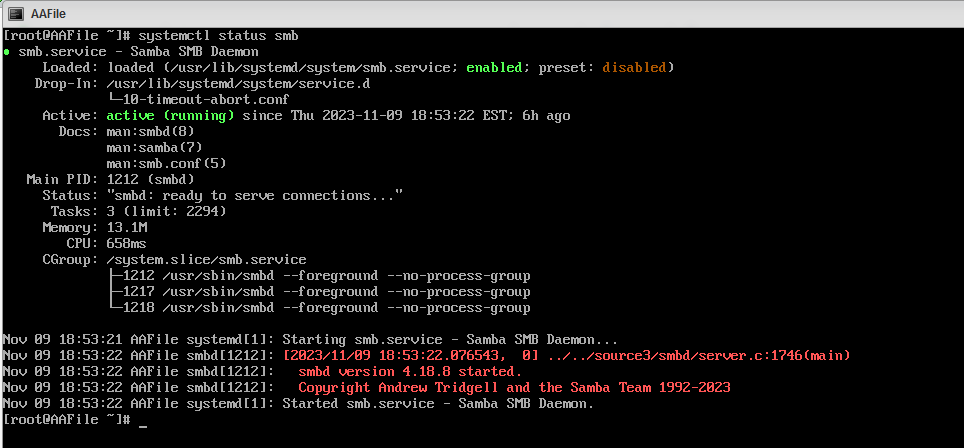 AAFile
[root@AAFile ~]# systemctl status smb
● smb.service - Samba SMB Daemon
     Loaded: loaded (/usr/lib/systemd/system/smb.service; enabled; preset: disabled)
    Drop-In: /usr/lib/systemd/system/service.d
             └─10-timeout-abort.conf
     Active: active (running) since Thu 2023-11-09 18:53:22 EST; 6h ago
       Docs: man:smbd(8)
             man:samba(7)
             man:smb.conf(5)
   Main PID: 1212 (smbd)
     Status: "smbd: ready to serve connections..."
      Tasks: 3 (limit: 2294)
     Memory: 13.1M
        CPU: 658ms
     CGroup: /system.slice/smb.service
             ├─1212 /usr/sbin/smbd --foreground --no-process-group
             ├─1217 /usr/sbin/smbd --foreground --no-process-group
             └─1218 /usr/sbin/smbd --foreground --no-process-group

Nov 09 18:53:21 AAFile systemd[1]: Starting smb.service - Samba SMB Daemon...
Nov 09 18:53:22 AAFile smbd[1212]: [2023/11/09 18:53:22.076543,  0] ../../source3/smbd/server.c:1746(main)
Nov 09 18:53:22 AAFile smbd[1212]:   smbd version 4.18.8 started.
Nov 09 18:53:22 AAFile smbd[1212]:   Copyright Andrew Tridgell and the Samba Team 1992-2023
Nov 09 18:53:22 AAFile systemd[1]: Started smb.service - Samba SMB Daemon.
[root@AAFile ~]# _